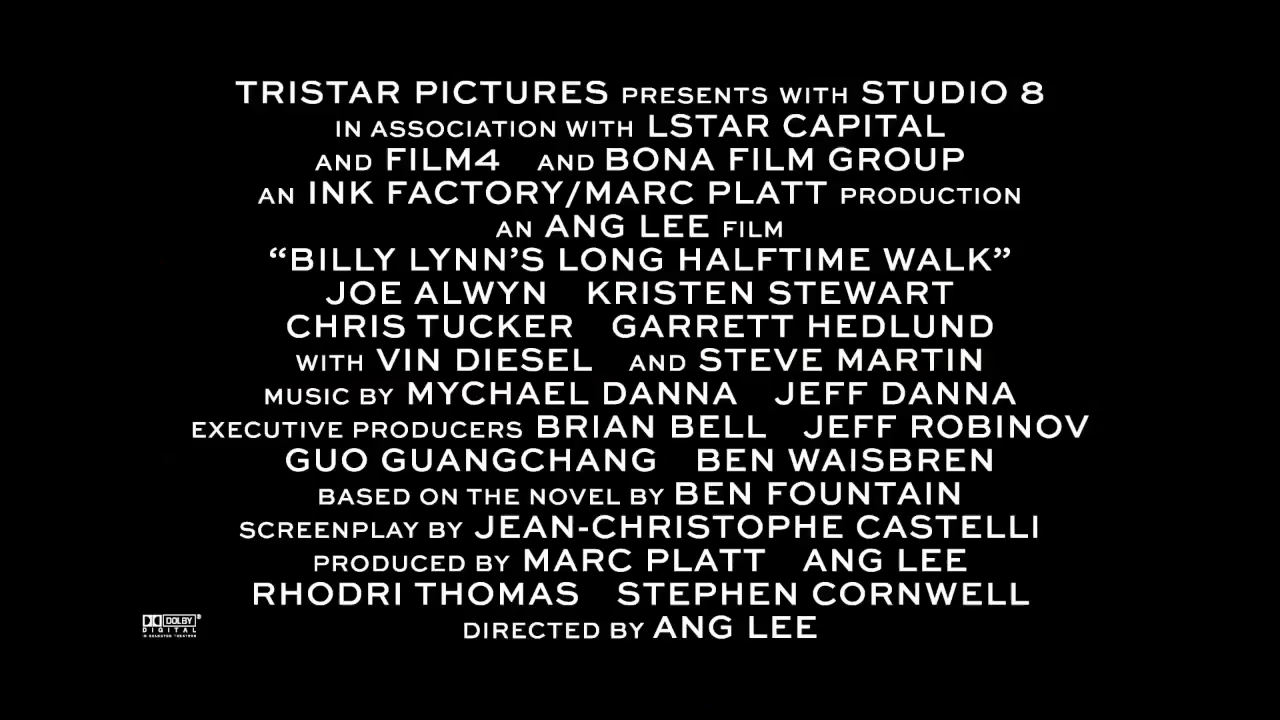 TRISTAR PICTURES PRESENTS WITH STUDIO 8
IN ASSOCIATION WITH LSTAR CAPITAL
AND FILM4 AND BONA FILM GROUP
AN INK FACTORY/MARC PLATT PRODUCTION
AN ANG LEE FILM
“BILLY LYNN’S LONG HALFTIME WALK”
JOE ALWYN KRISTEN STEWART
CHRIS TUCKER GARRETT HEDLUND
WITH VIN DIESEL AND STEVE MARTIN
MUSIC BY MYCHAEL DANNA JEFF DANNA
EXECUTIVE PRODUCERS BRIAN BELL JEFF ROBINOV
GUO GUANGCHANG BEN WAISBREN
BASED ON THE NOVEL BY BEN FOUNTAIN
SCREENPLAY BY JEAN-CHRISTOPHE CASTELLI
PRODUCED BY MARC PLATT ANG LEE
RHODRI THOMAS STEPHEN CORNWELL
DIRECTED BY ANG LEE
DOLBY®
DIGITAL
IN SELECTED THEATRES